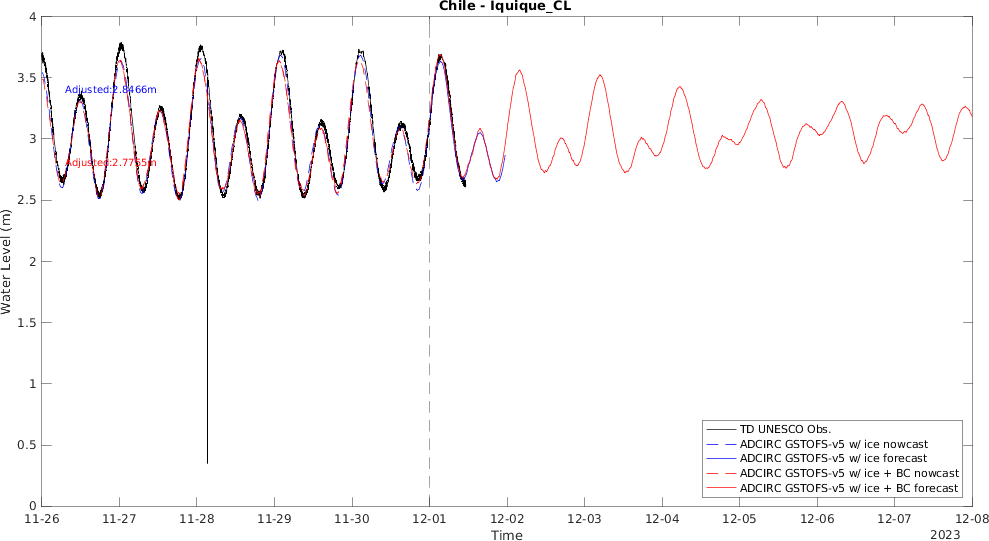 Chile - Iquique_CL
Water Level (m)
4
3.5
3
2.5
2
1.5
1
0.5
0
Adjusted:2.8466m
Adjusted:2.7765m
TD UNESCO Obs.
ADCIRC GSTOFS-v5 w/ ice nowcast
ADCIRC GSTOFS-v5 w/ ice forecast
ADCIRC GSTOFS-v5 w/ ice + BC nowcast
ADCIRC GSTOFS-v5 w/ ice + BC forecast
11-26 11-27 11-28 11-29 11-30 12-01 12-02 12-03 12-04 12-05 12-06 12-07 12-08
Time
2023